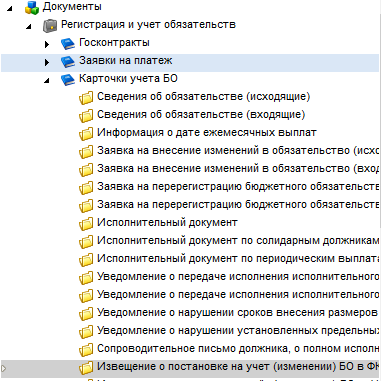 Документы
Регистрация и учет обязательств
Госконтракты
Заявки на платеж
Карточки учета БО
Сведения об обязательстве (исходящие)
Сведения об обязательстве (входящие)
Информация о дате ежемесячных выплат
Заявка на внесение изменений в обязательство (исхо
Заявка на внесение изменений в обязательство (вход
Заявка на перерегистрацию бюджетного обязательств
Заявка на перерегистрацию бюджетного обязательств
Исполнительный документ
Исполнительный документ по солидарным должникам
Исполнительный документ по периодическим выплата
Уведомление о передаче исполнения исполнительного
Уведомление о передаче исполнения исполнительного
Уведомление о нарушении сроков внесения размеров
Уведомление о нарушении установленных предельных
Сопроводительное письмо должника, о полном исполн
Извещение о постановке на учет (изменении) БО в ФК